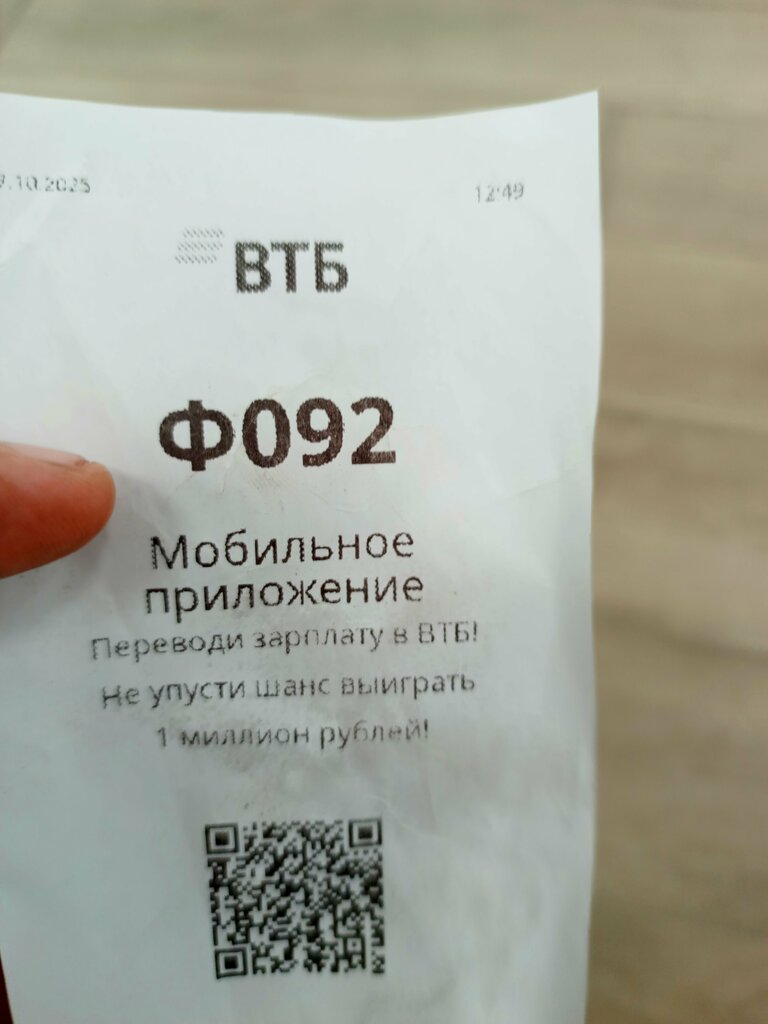 .10.2025 12:49
ВТБ
Ф092
Мобильное
приложение
Переводи зарплату в ВТБ!
Не упусти шанс выиграть
1 миллион рублей!